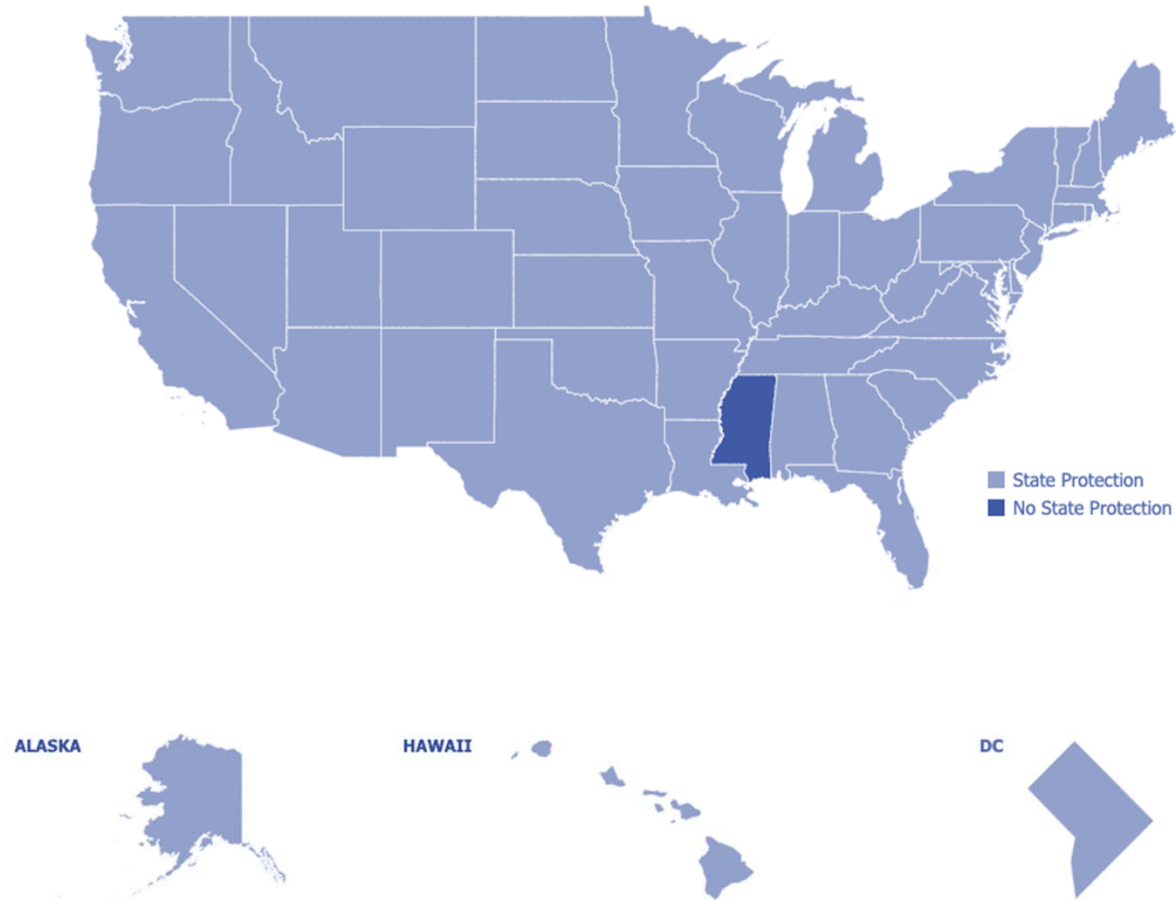 State Protection
No State Protection
ALASKA
HAWAII
DC